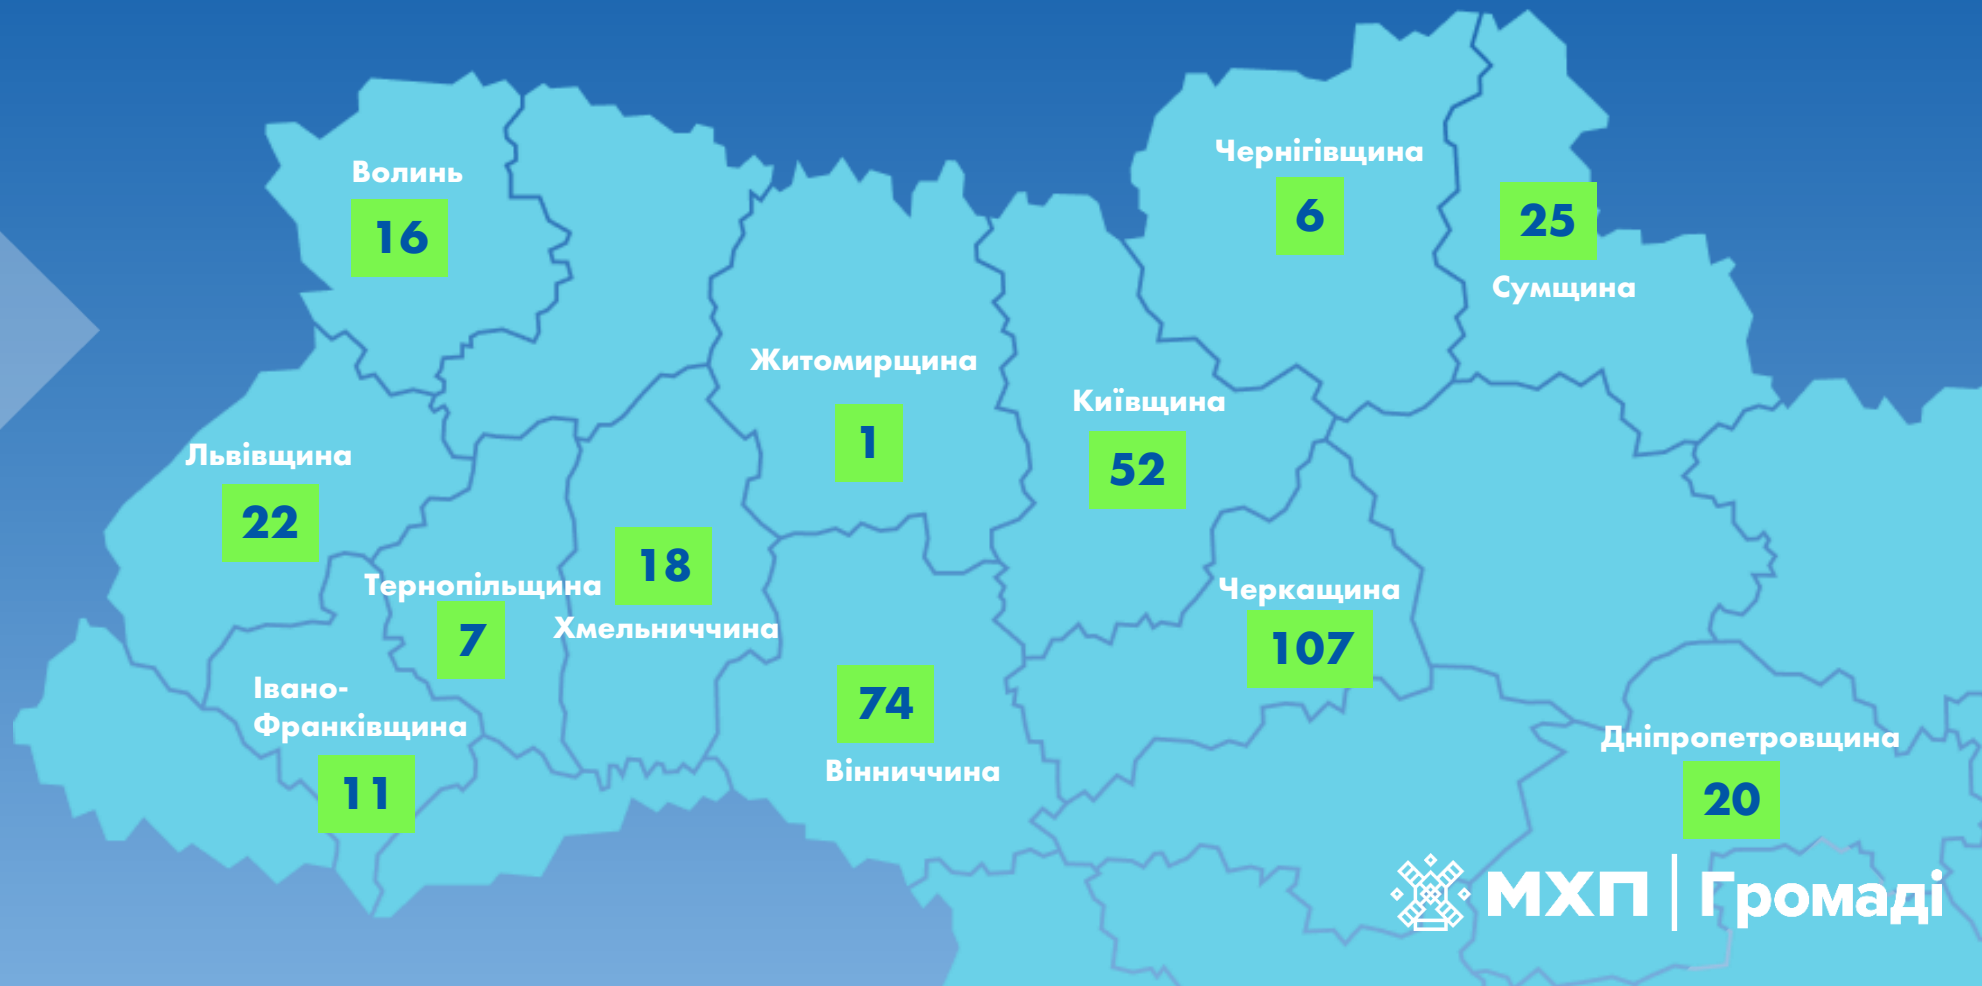 Чернігівщина
6
25
Сумщина
Волинь
16
Житомирщина
1
Київщина
52
Львівщина
22
18
Хмельниччина
Тернопільщина
7
Черкащина
107
74
Вінниччина
Івано-
Франківщина
11
Дніпропетровщина
20
МХП | Громаді